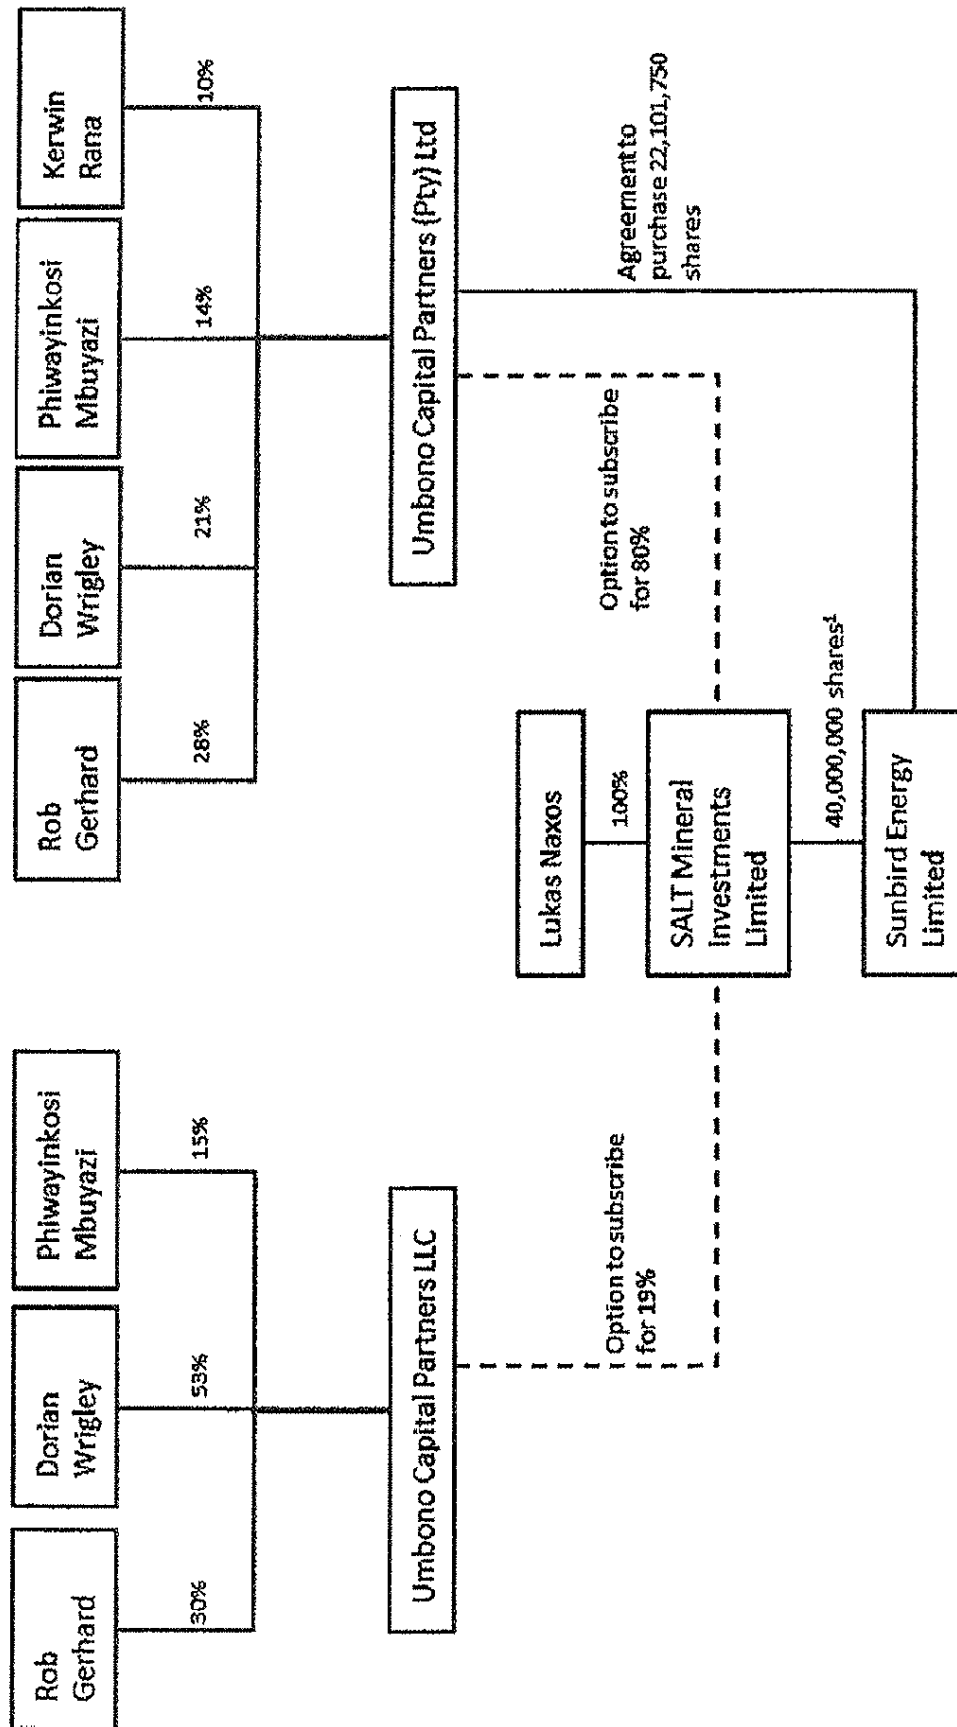 Rob
Gerhard
Dorian
Wrigley
Phiwayinkosi
Mbuyazi
30%
53%
15%
Umbono Capital Partners LLC
Option to subscribe
for 19%
Rob
Gerhard
Dorian
Wrigley
Phiwayinkosi
Mbuyazi
Kerwin
Rana
28%
21%
14%
10%
Umbono Capital Partners (Pty) Ltd
Option to subscribe
for 80%
Agreement to
purchase 22,101,750
shares
Lukas Naxos
100%
SALT Mineral
Investments
Limited
40,000,000 shares¹
Sunbird Energy
Limited